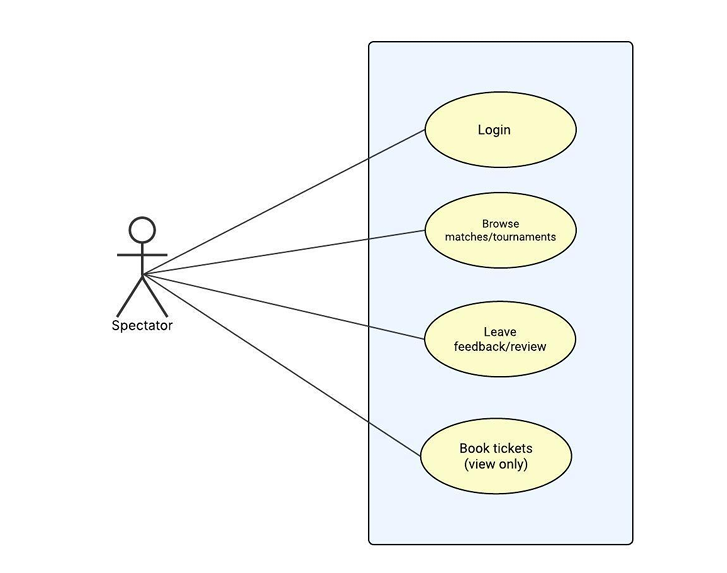 Login
Browse
matches/tournaments
Leave
feedback/review
Book tickets
(view only)
Spectator